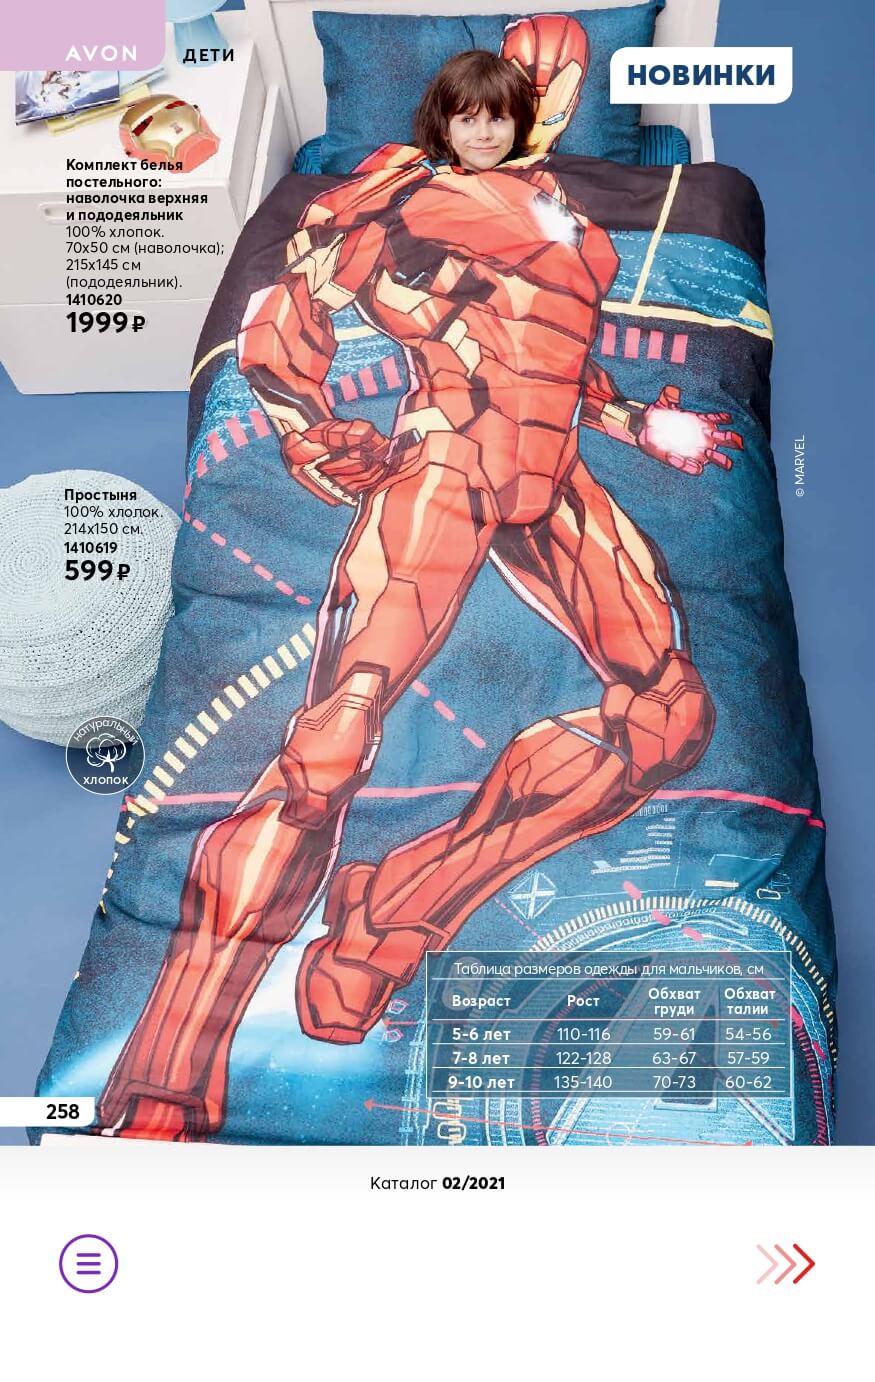 AVON
ДЕТИ
НОВИНКИ
Комплект белья
постельного:
наволочка верхняя
и пододеяльник
100% хлопок.
70х50 см (наволочка);
215х145 см
(пододеяльник).
1410620
1999 ₽
© MARVEL
Простыня
100% хлопок.
214х150 см.
1410619
599 ₽
натуральный
хлопок
Таблица размеров одежды для мальчиков, см
Возраст Рост Обхват груди Обхват талии
5-6 лет 110-116 59-61 54-56
7-8 лет 122-128 63-67 57-59
9-10 лет 135-140 70-73 60-62
258
Каталог 02/2021